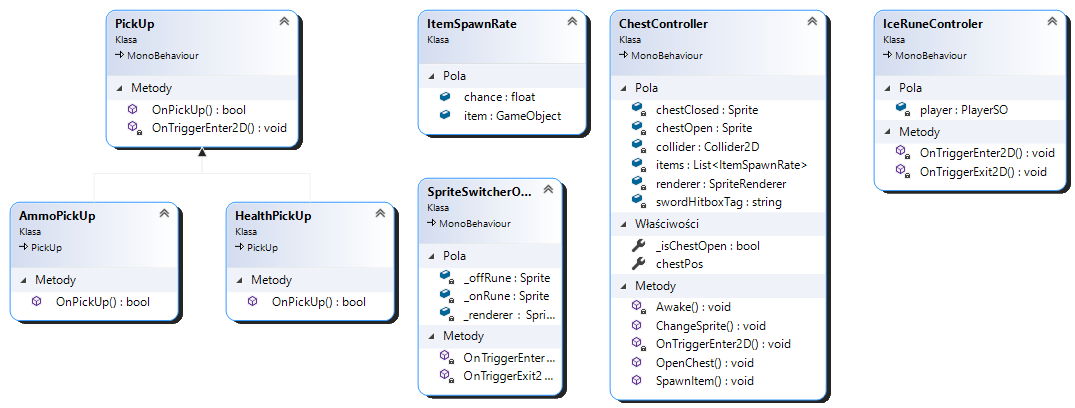 PickUp
Klasa
MonoBehaviour
Metody
OnPickUp() : bool
OnTriggerEnter2D() : void
AmmoPickUp
Klasa
PickUp
Metody
OnPickUp() : bool
HealthPickUp
Klasa
PickUp
Metody
OnPickUp() : bool
ItemSpawnRate
Klasa
Pola
chance : float
item : GameObject
SpriteSwitcherO...
Klasa
MonoBehaviour
Pola
_offRune : Sprite
_onRune : Sprite
_renderer : Spri...
Metody
OnTriggerEnter...
OnTriggerExit2 ...
ChestController
Klasa
MonoBehaviour
Pola
chestClosed : Sprite
chestOpen : Sprite
collider : Collider2D
items : List<ItemSpawnRate>
renderer : SpriteRenderer
swordHitboxTag : string
Właściwości
_isChestOpen : bool
chestPos
Metody
Awake() : void
ChangeSprite() : void
OnTriggerEnter2D() : void
OpenChest() : void
SpawnItem() : void
IceRuneControler
Klasa
MonoBehaviour
Pola
player : PlayerSO
Metody
OnTriggerEnter2D() : void
OnTriggerExit2D() : void